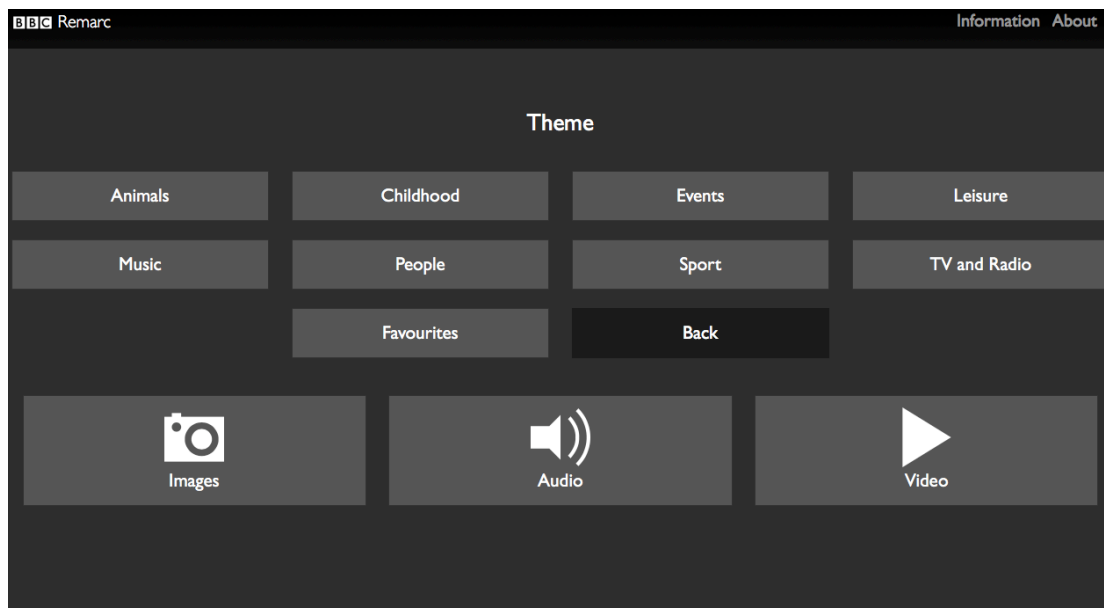 BBC Remarc Information About
Theme
Animals Childhood Events Leisure
Music People Sport TV and Radio
Favourites Back
Images Audio Video